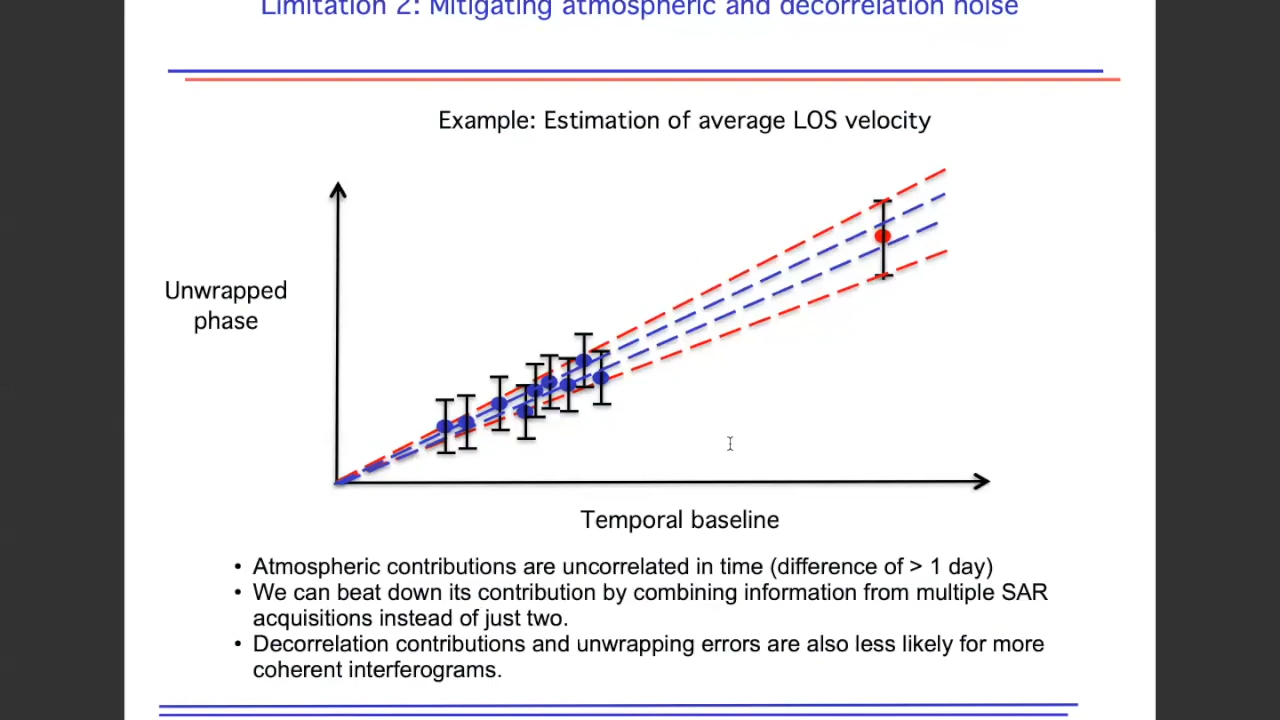 Limitation 2: Mitigating atmospheric and decorrelation noise
Example: Estimation of average LOS velocity
Unwrapped
phase
Temporal baseline
• Atmospheric contributions are uncorrelated in time (difference of > 1 day)
• We can beat down its contribution by combining information from multiple SAR
acquisitions instead of just two.
• Decorrelation contributions and unwrapping errors are also less likely for more
coherent interferograms.